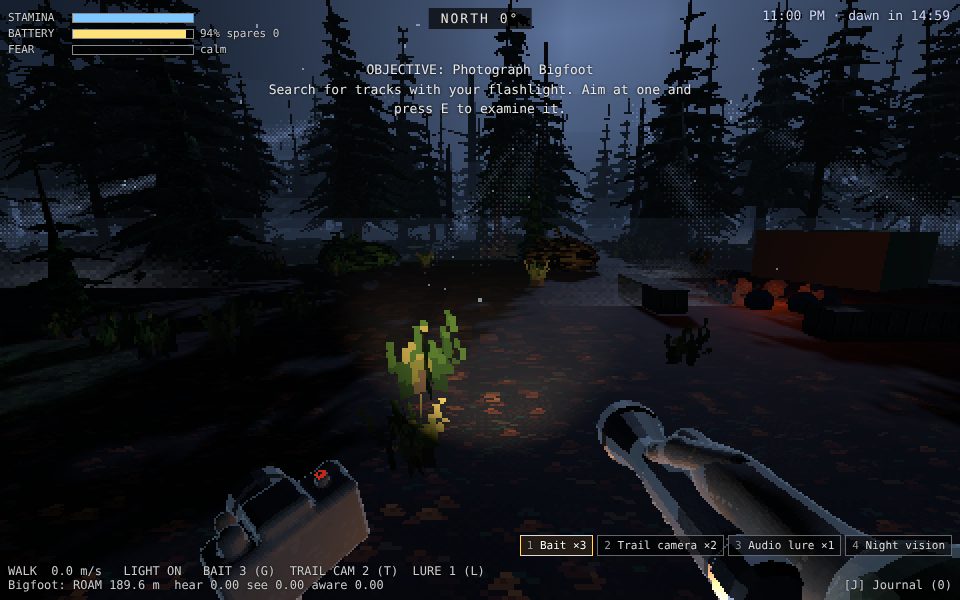 STAMINA
NORTH 0°
11:00 PM · dawn in 14:59
BATTERY 94% spares 0
FEAR calm
OBJECTIVE: Photograph Bigfoot
Search for tracks with your flashlight. Aim at one and
press E to examine it.
1 Bait ×3 2 Trail camera ×2 3 Audio lure ×1 4 Night vision
WALK 0.0 m/s LIGHT ON BAIT 3 (G) TRAIL CAM 2 (T) LURE 1 (L)
Bigfoot: ROAM 189.6 m hear 0.00 see 0.00 aware 0.00
[J] Journal (0)